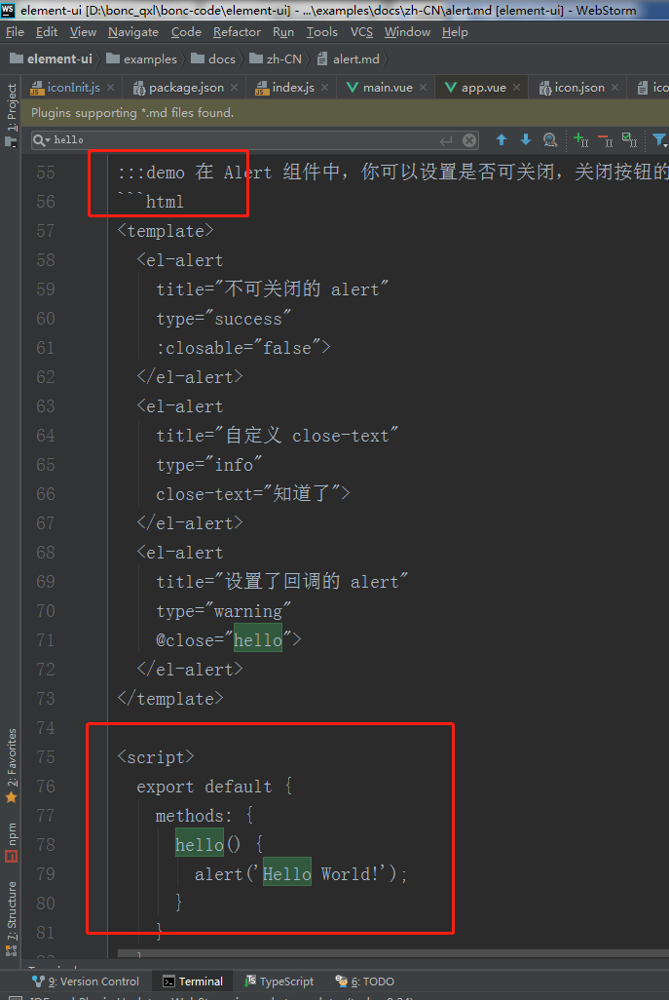 element-ui [D:\bonc_qxl\bonc-code\element-ui] - ...\examples\docs\zh-CN\alert.md [element-ui] - WebStorm
File Edit View Navigate Code Refactor Run Tools VCS Window Help
element-ui examples docs zh-CN alert.md
iconInit.js package.json index.js main.vue app.vue icon.json ico
Plugins supporting *.md files found.
hello
1: Project
55 :::demo 在 Alert 组件中，你可以设置是否可关闭，关闭按钮的
56 ```html
57 <template>
58 <el-alert
59 title="不可关闭的 alert"
60 type="success"
61 :closable="false">
62 </el-alert>
63 <el-alert
64 title="自定义 close-text"
65 type="info"
66 close-text="知道了">
67 </el-alert>
68 <el-alert
69 title="设置了回调的 alert"
70 type="warning"
71 @close="hello">
72 </el-alert>
73 </template>
74
75 <script>
76 export default {
77 methods: {
78 hello() {
79 alert('Hello World!');
80 }
81 }
2: Favorites
npm
7: Structure
9: Version Control Terminal TypeScript 6: TODO